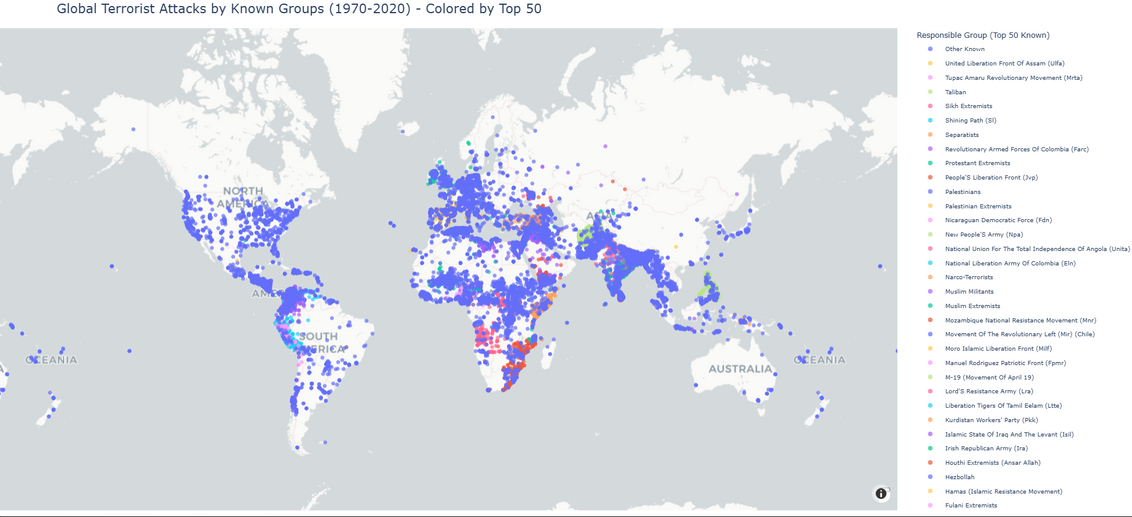 Global Terrorist Attacks by Known Groups (1970-2020) - Colored by Top 50
Responsible Group (Top 50 Known)
Other Known
United Liberation Front Of Assam (Ulfa)
Tupac Amaru Revolutionary Movement (Mrta)
Taliban
Sikh Extremists
Shining Path (Sl)
Separatists
Revolutionary Armed Forces Of Colombia (Farc)
Protestant Extremists
People'S Liberation Front (Jvp)
Palestinians
Palestinian Extremists
Nicaraguan Democratic Force (Fdn)
New People'S Army (Npa)
National Union For The Total Independence Of Angola (Unita)
National Liberation Army Of Colombia (Eln)
Narco-Terrorists
Muslim Militants
Muslim Extremists
Mozambique National Resistance Movement (Mnr)
Movement Of The Revolutionary Left (Mir) (Chile)
Moro Islamic Liberation Front (Milf)
Manuel Rodriguez Patriotic Front (Fpmr)
M-19 (Movement Of April 19)
Lord'S Resistance Army (Lra)
Liberation Tigers Of Tamil Eelam (Ltte)
Kurdistan Workers' Party (Pkk)
Islamic State Of Iraq And The Levant (Isil)
Irish Republican Army (Ira)
Houthi Extremists (Ansar Allah)
Hezbollah
Hamas (Islamic Resistance Movement)
Fulani Extremists
NORTH
AMERICA
SOUTH
AMERICA
OCEANIA
AUSTRALIA
OCEANIA